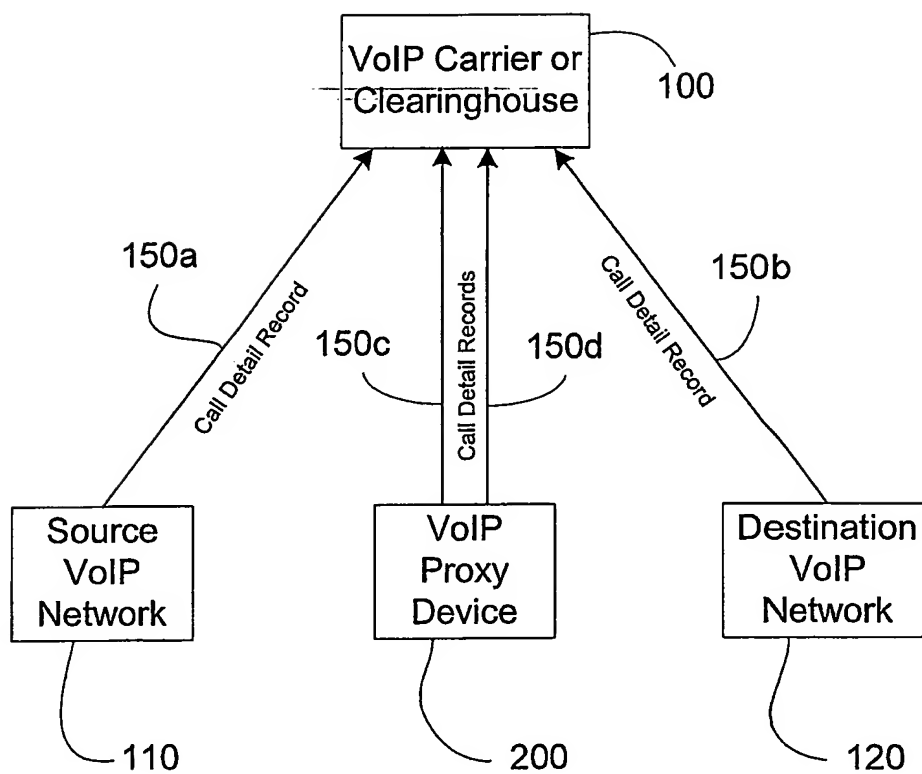 VoIP Carrier or
Clearinghouse
100
150a
Call Detail Record
150c
Call Detail Records
150d
Call Detail Record
150b
Source
VoIP
Network
VoIP
Proxy
Device
Destination
VoIP
Network
110
200
120